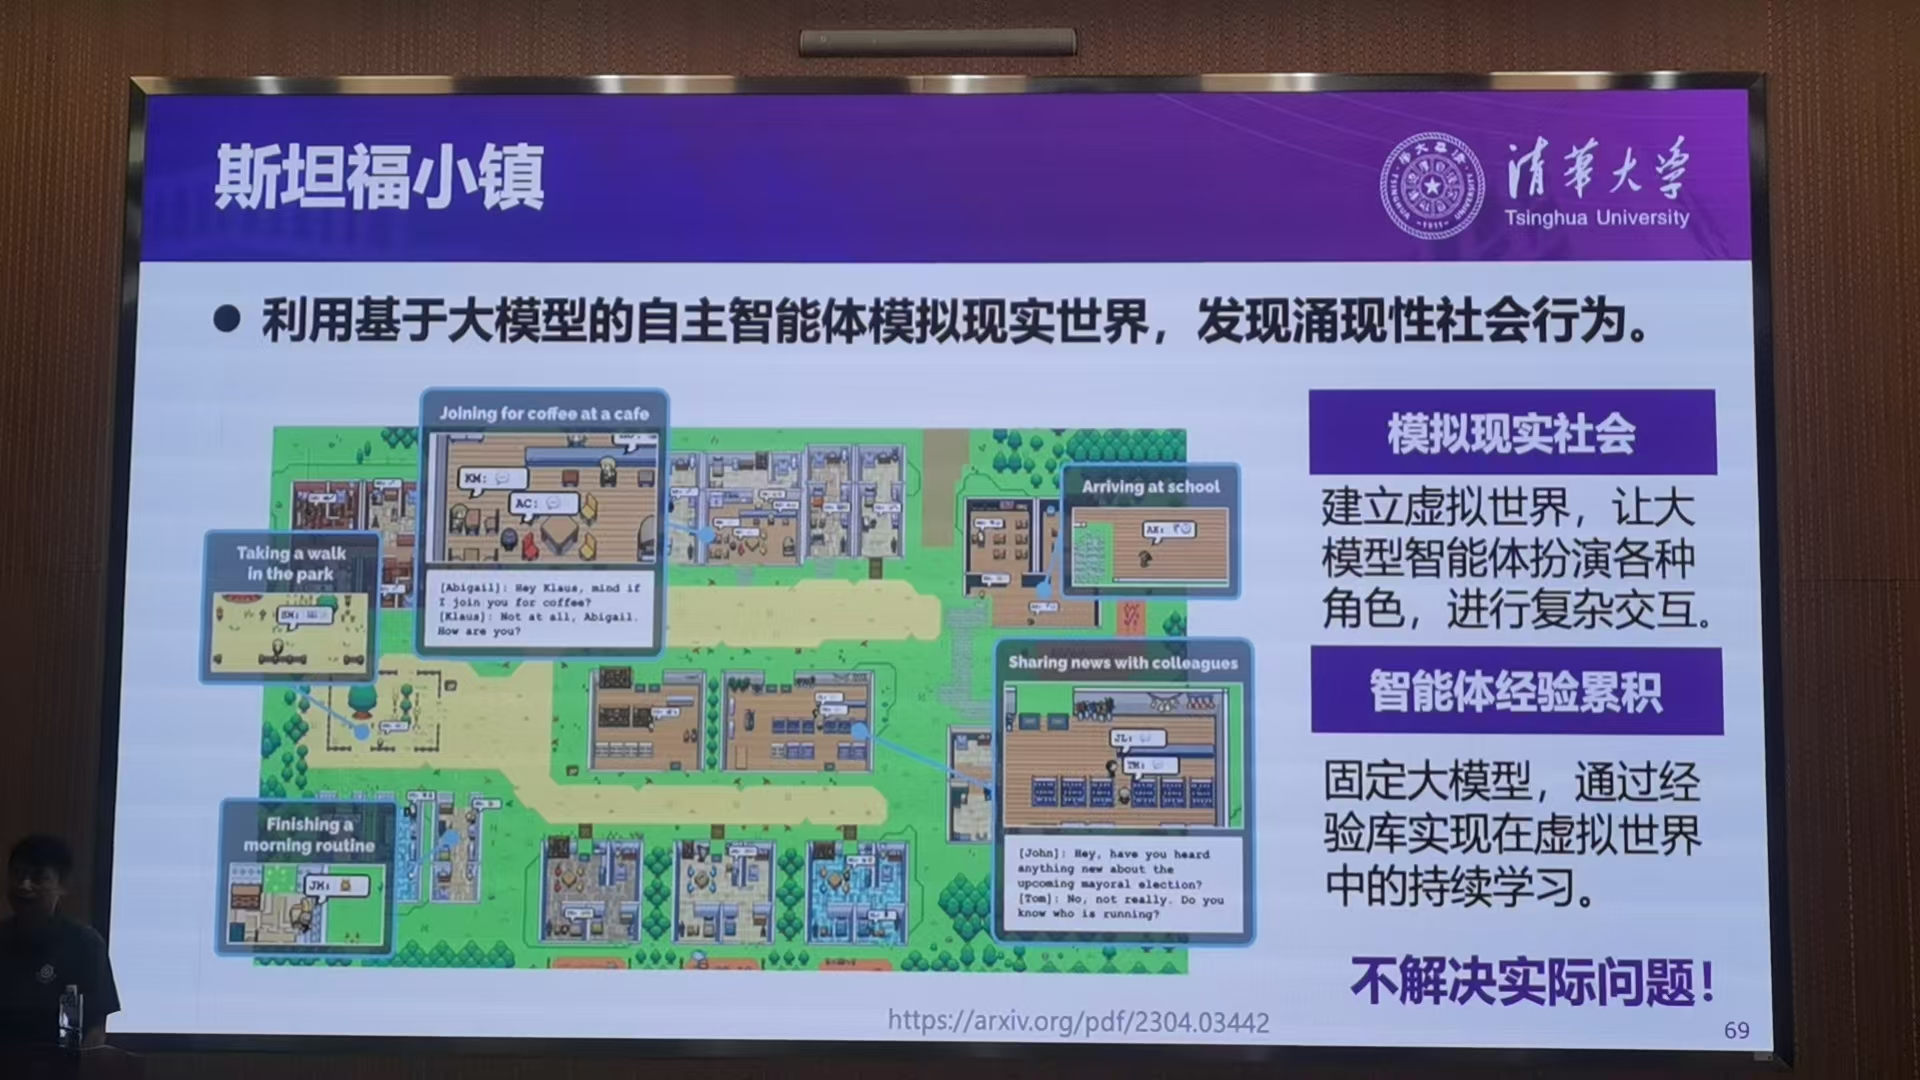 斯坦福小镇
清华大学
Tsinghua University
● 利用基于大模型的自主智能体模拟现实世界，发现涌现性社会行为。
Joining for coffee at a cafe
KM:
AC:
[Abigail]: Hey Klaus, mind if
I join you for coffee?
[Klaus]: Not at all, Abigail.
How are you?
Taking a walk
in the park
Arriving at school
Sharing news with colleagues
JL:
TM:
[John]: Hey, have you heard
anything new about the
upcoming mayoral election?
[Tom]: No, not really. Do you
know who is running?
Finishing a
morning routine
JM:
模拟现实社会
建立虚拟世界，让大
模型智能体扮演各种
角色，进行复杂交互。
智能体经验累积
固定大模型，通过经
验库实现在虚拟世界
中的持续学习。
不解决实际问题！
https://arxiv.org/pdf/2304.03442
69